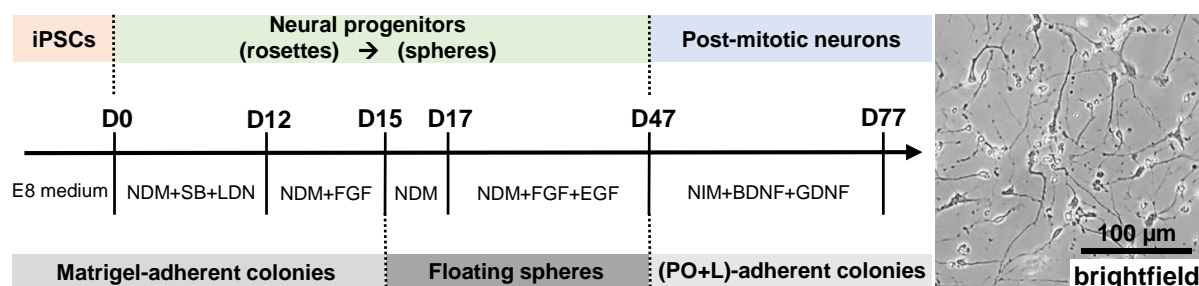 iPSCs
Neural progenitors
(rosettes) → (spheres)
Post-mitotic neurons
D0 D12 D15 D17 D47 D77
E8 medium NDM+SB+LDN NDM+FGF NDM NDM+FGF+EGF NIM+BDNF+GDNF
Matrigel-adherent colonies Floating spheres (PO+L)-adherent colonies
100 µm
brightfield